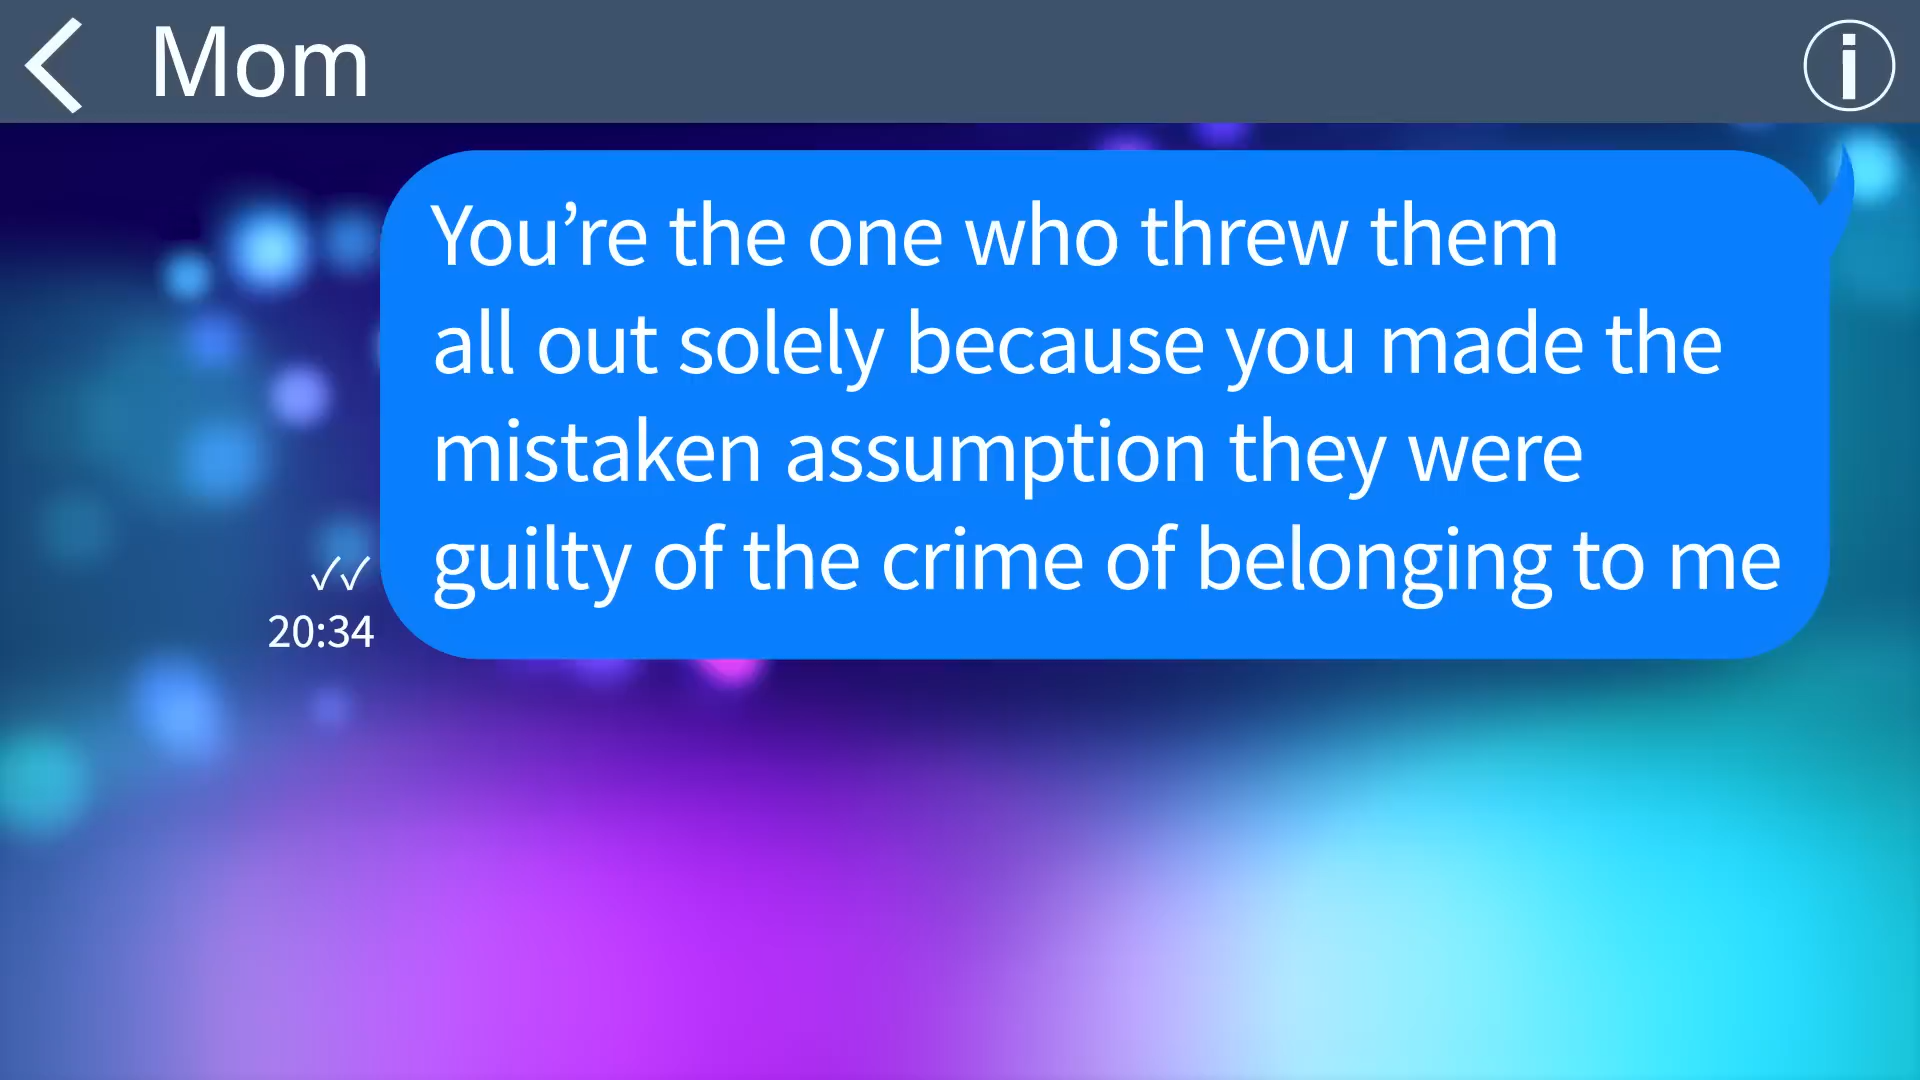 Mom
You’re the one who threw them
all out solely because you made the
mistaken assumption they were
guilty of the crime of belonging to me
✓✓
20:34